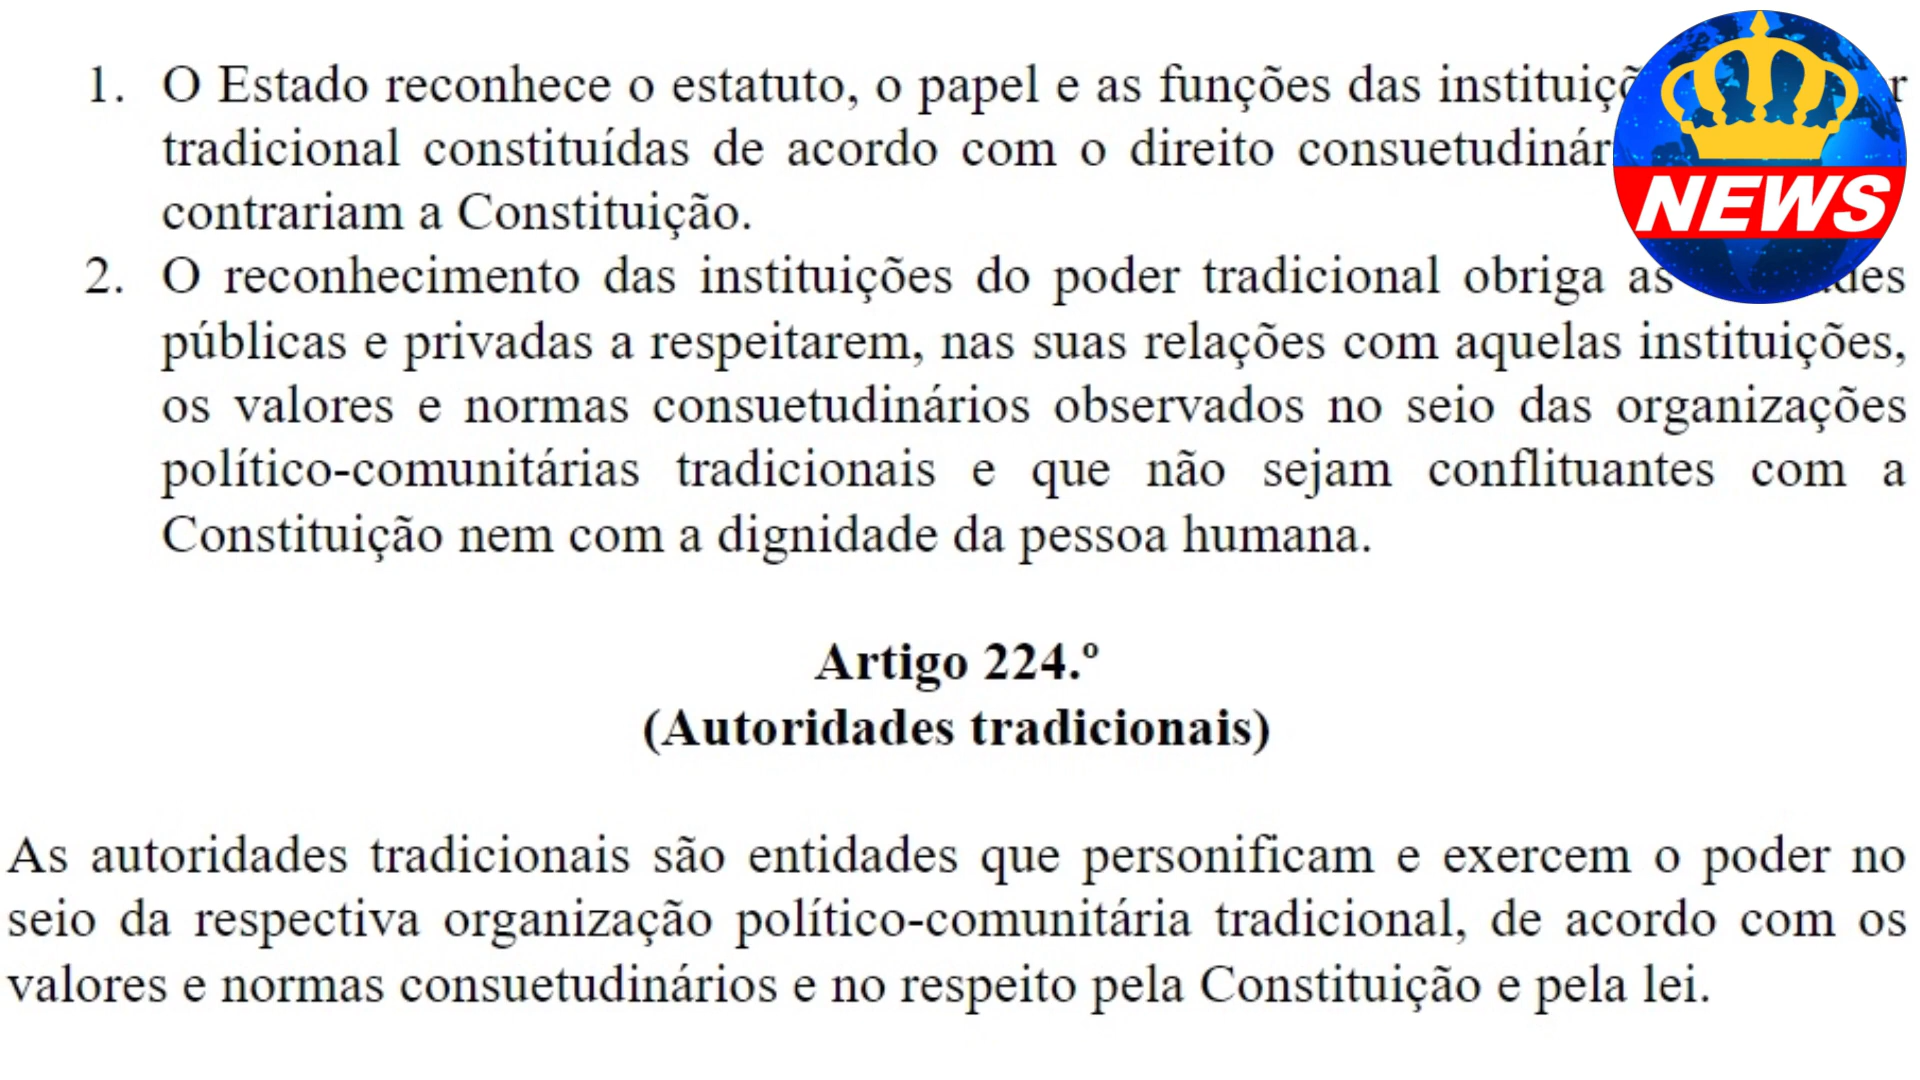 1. O Estado reconhece o estatuto, o papel e as funções das
tradicional constituídas de acordo com o direito
contrariam a Constituição.
2. O reconhecimento das instituições do poder tradicional obriga as
públicas e privadas a respeitarem, nas suas relações com aquelas instituições,
os valores e normas consuetudinários observados no seio das organizações
político-comunitárias tradicionais e que não sejam conflituantes com a
Constituição nem com a dignidade da pessoa humana.
Artigo 224.º
(Autoridades tradicionais)
As autoridades tradicionais são entidades que personificam e exercem o poder no
seio da respectiva organização político-comunitária tradicional, de acordo com os
valores e normas consuetudinários e no respeito pela Constituição e pela lei.
NEWS